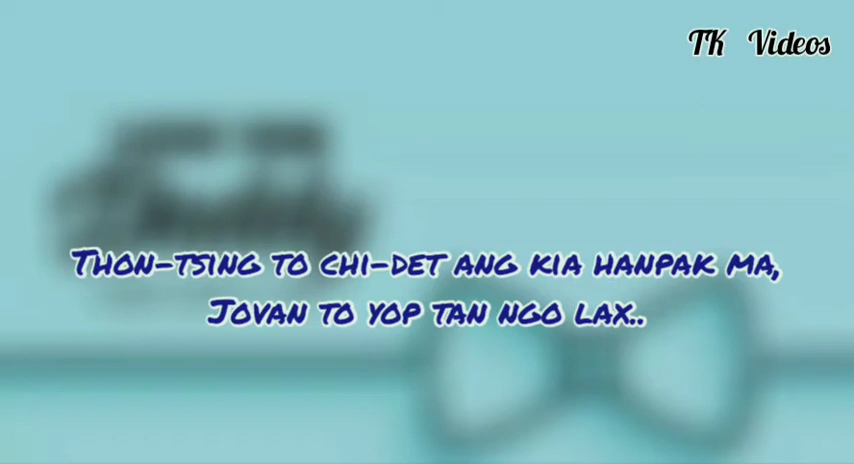 TK Videos
Thon-tsing to chi-det ang kia hanpak ma,
Jovan to yop tan ngo lax..